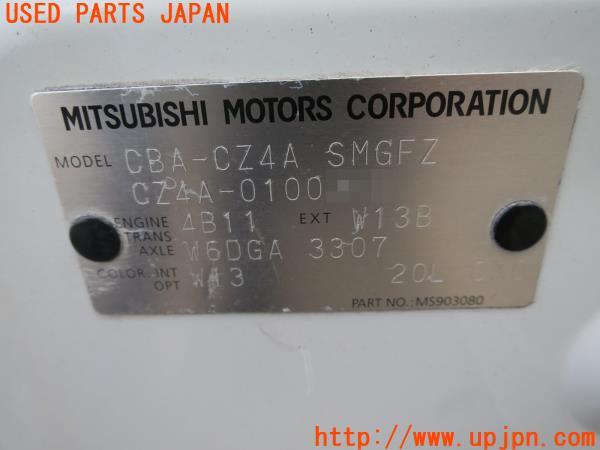 USED PARTS JAPAN
MITSUBISHI MOTORS CORPORATION
MODEL CBA-CZ4A SMGFZ
CZ4A-0100
ENGINE 4B11 EXT W13B
TRANS
AXLE W6DGA 3307
COLOR.INT
OPT 20L
PART NO.:MS903080
UPJ
http://www.upjpn.com